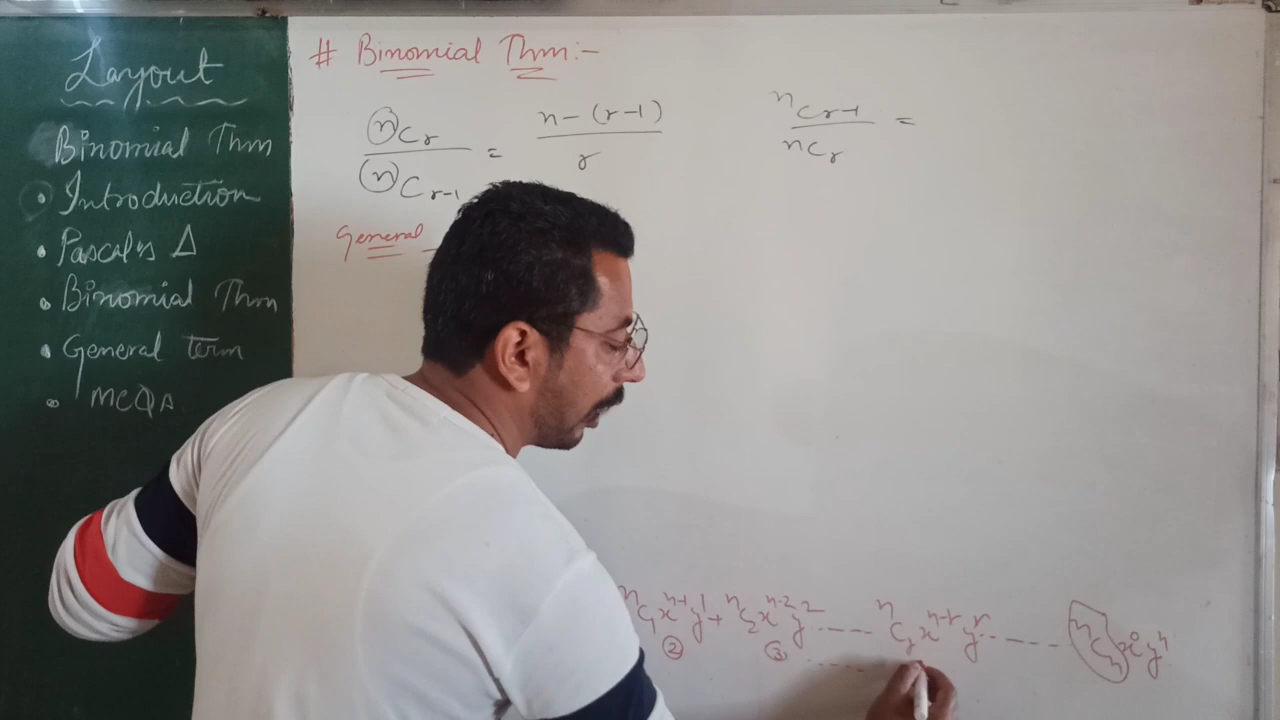 Layout
Binomial Thm
• Introduction
• Pascal's Δ
• Binomial Thm
• General term
• MCQs
# Binomial Thm:-
ⁿCᵣ / ⁿCᵣ₋₁ = n-(r-1) / r
ⁿCᵣ₋₁ / ⁿCᵣ =
General
ⁿC₁xⁿ⁻¹y¹ + ⁿC₂xⁿ⁻²y² ----- ⁿCᵣxⁿ⁻ʳyʳ ----- ⁿCₙx⁰yⁿ
② ③ ------